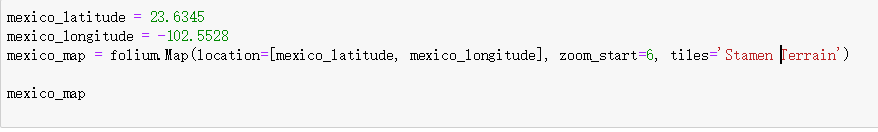 mexico_latitude = 23.6345
mexico_longitude = -102.5528
mexico_map = folium.Map(location=[mexico_latitude, mexico_longitude], zoom_start=6, tiles='Stamen Terrain')
mexico_map